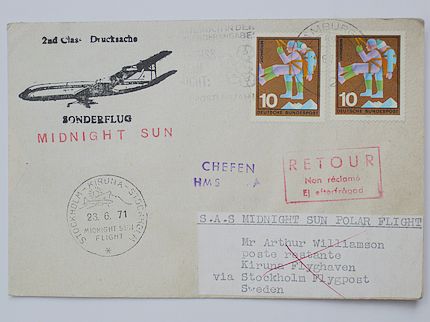 2nd Class Drucksache
SONDERFLUG
MIDNIGHT SUN
HAMBURG
10
DEUTSCHE BUNDESPOST
10
DEUTSCHE BUNDESPOST
CHEFEN
HMS A
RETOUR
Non réclamé
Ej efterfrågad
STOCKHOLM-KIRUNA-STOCKHOLM
23.6.71
MIDNIGHT SUN
FLIGHT
S.A.S MIDNIGHT SUN POLAR FLIGHT
Mr Arthur Williamson
poste restante
Kiruna Flyghaven
via Stockholm Flygpost
Sweden